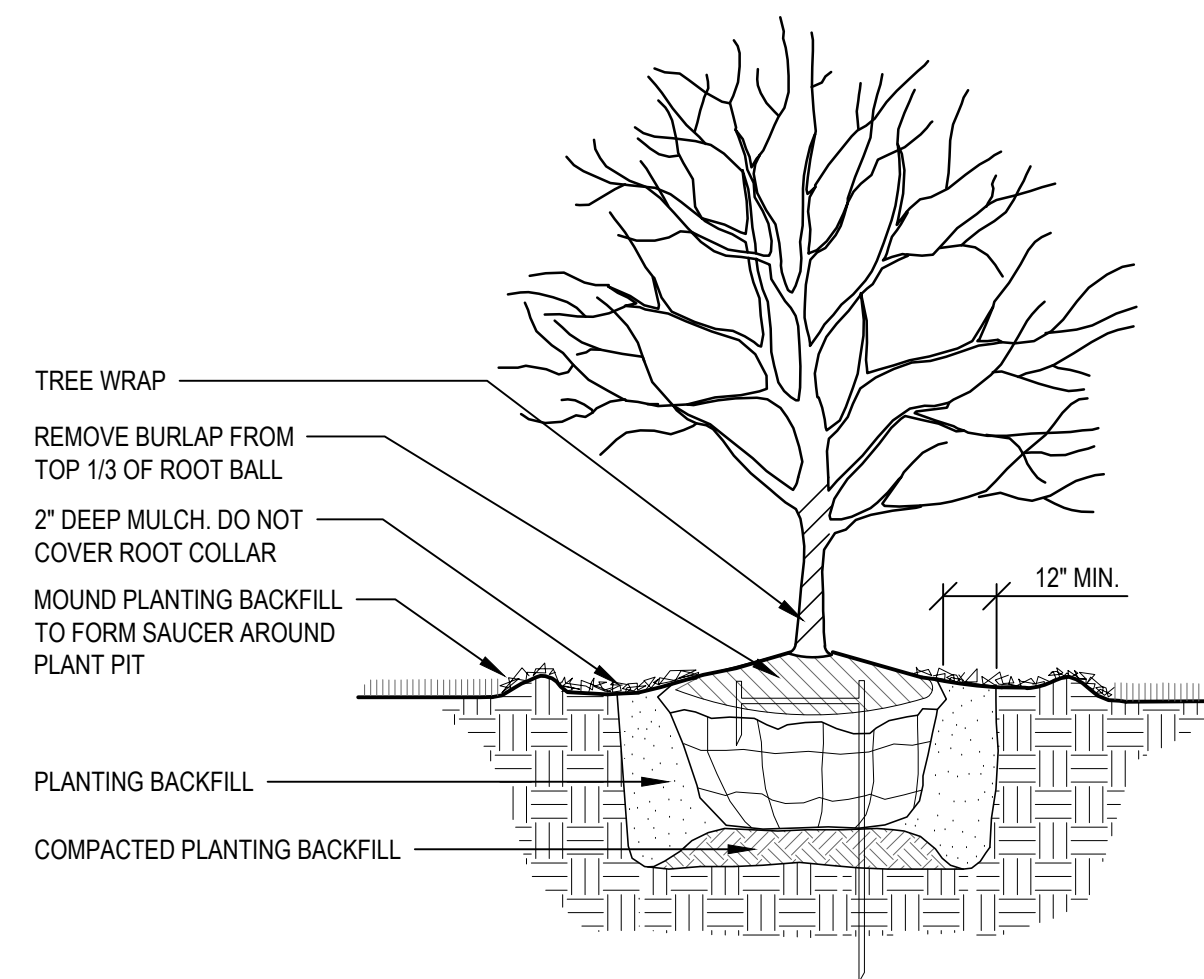 TREE WRAP
REMOVE BURLAP FROM
TOP 1/3 OF ROOT BALL
2" DEEP MULCH. DO NOT
COVER ROOT COLLAR
12" MIN.
MOUND PLANTING BACKFILL
TO FORM SAUCER AROUND
PLANT PIT
PLANTING BACKFILL
COMPACTED PLANTING BACKFILL